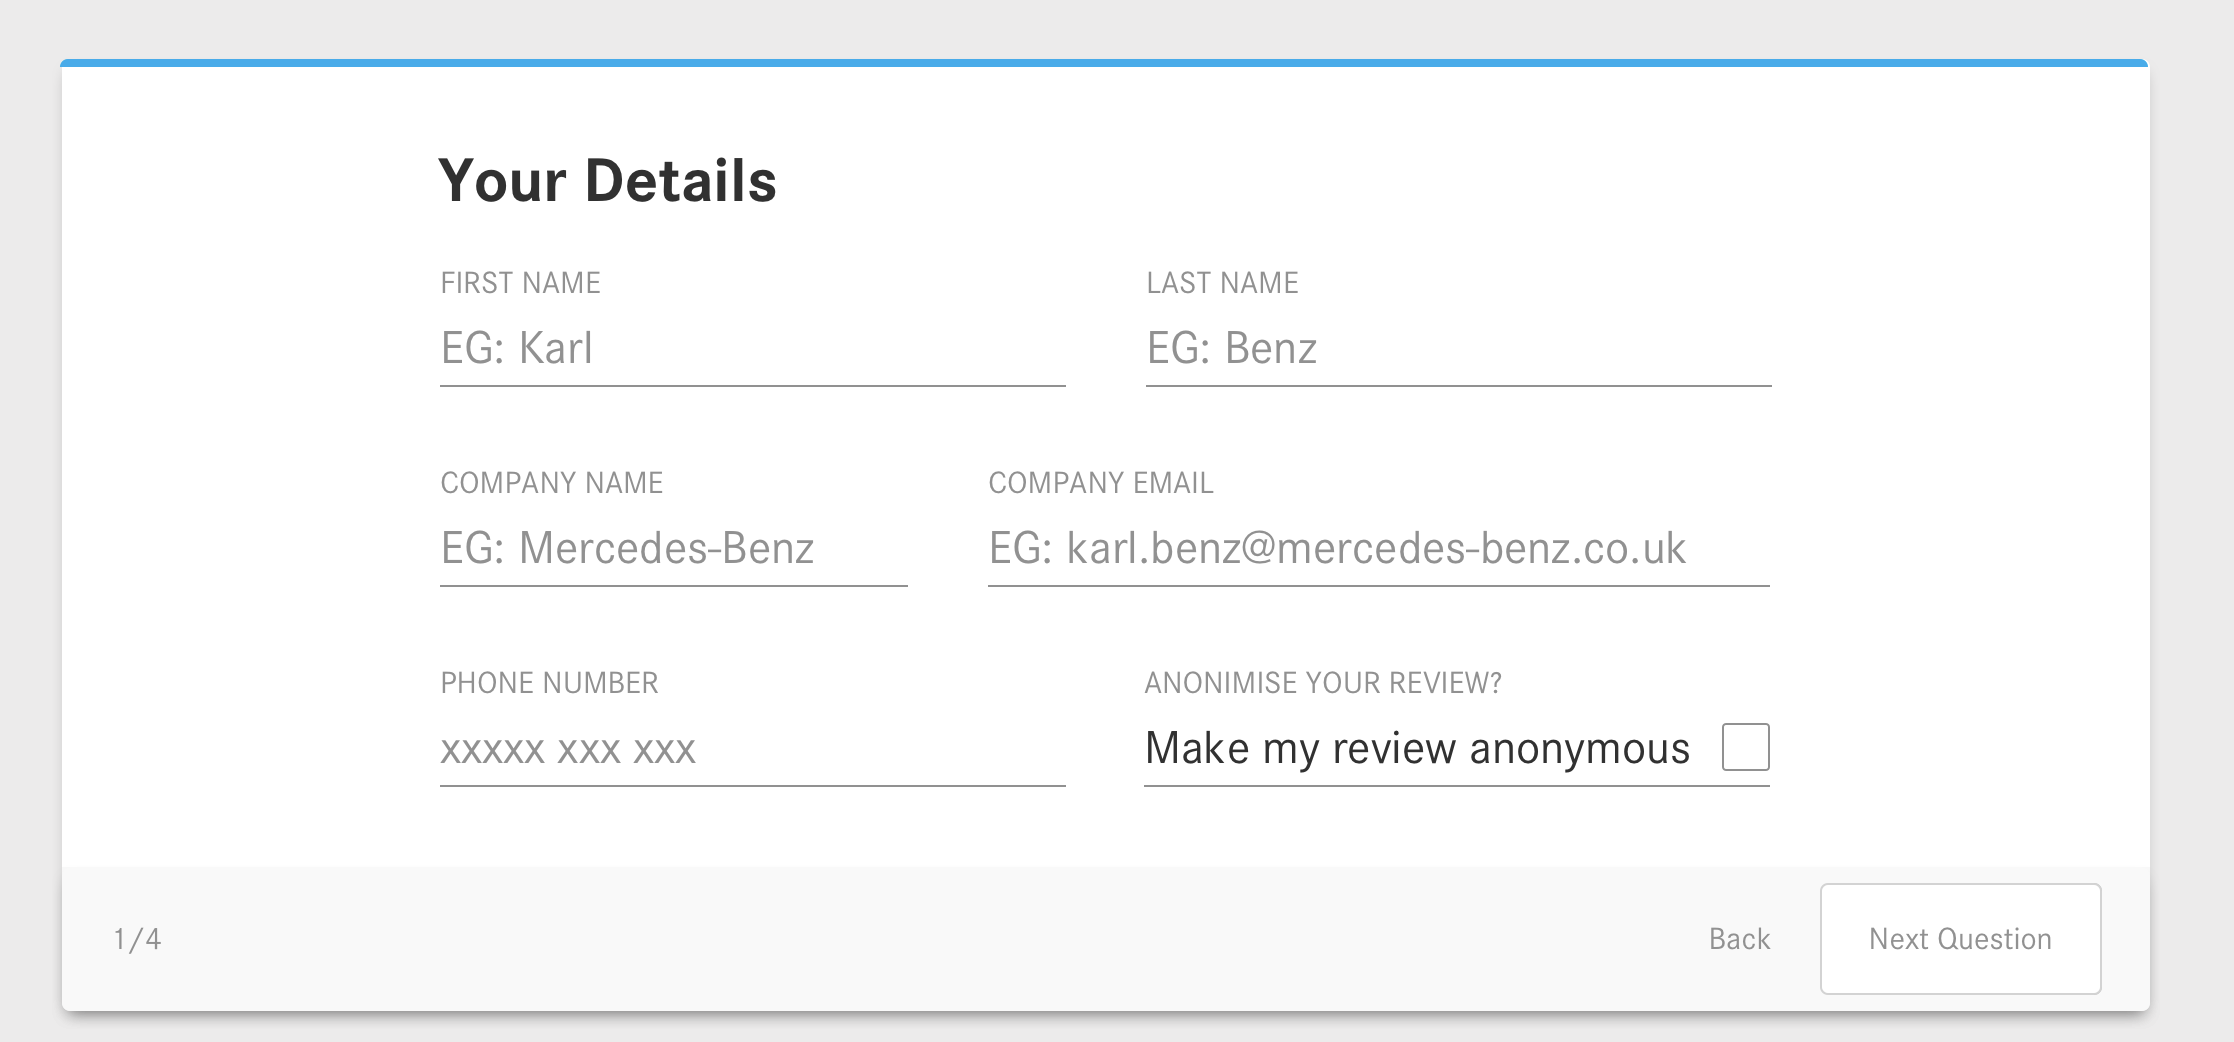 Your Details
FIRST NAME
LAST NAME
EG: Karl
EG: Benz
COMPANY NAME
COMPANY EMAIL
EG: Mercedes-Benz
EG: karl.benz@mercedes-benz.co.uk
PHONE NUMBER
ANONIMISE YOUR REVIEW?
xxxxx xxx xxx
Make my review anonymous
1/4
Back
Next Question